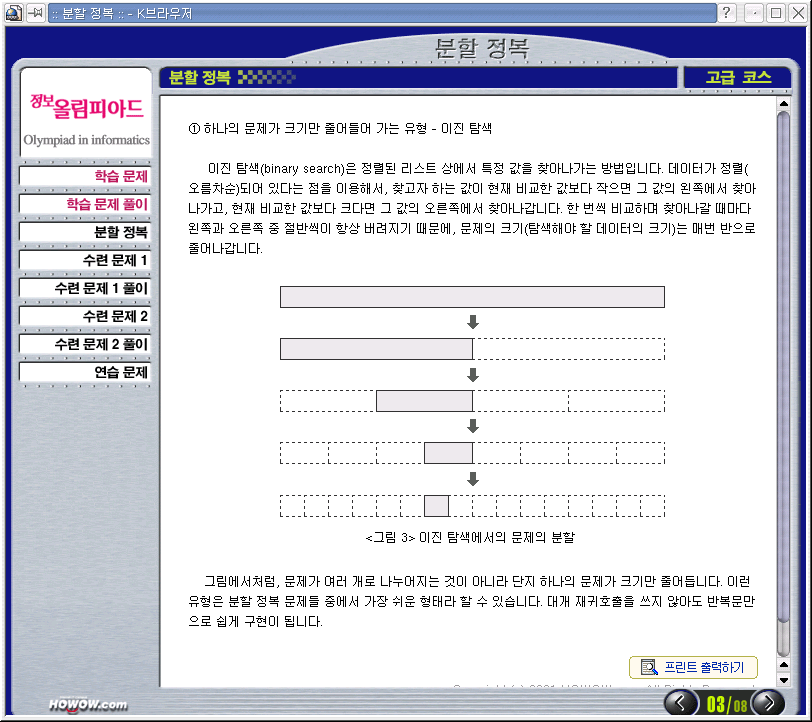 :: 분할 정복 :: - K브라우저
분할 정복
정보올림피아드
Olympiad in informatics
학습 문제
학습 문제 풀이
분할 정복
수련 문제 1
수련 문제 1 풀이
수련 문제 2
수련 문제 2 풀이
연습 문제
분할 정복
고급 코스
① 하나의 문제가 크기만 줄어들어 가는 유형 - 이진 탐색
이진 탐색(binary search)은 정렬된 리스트 상에서 특정 값을 찾아나가는 방법입니다. 데이터가 정렬(
오름차순)되어 있다는 점을 이용해서, 찾고자 하는 값이 현재 비교한 값보다 작으면 그 값의 왼쪽에서 찾아
나가고, 현재 비교한 값보다 크다면 그 값의 오른쪽에서 찾아나갑니다. 한 번씩 비교하며 찾아나갈 때마다
왼쪽과 오른쪽 중 절반씩이 항상 버려지기 때문에, 문제의 크기(탐색해야 할 데이터의 크기)는 매번 반으로
줄어나갑니다.
<그림 3> 이진 탐색에서의 문제의 분할
그림에서처럼, 문제가 여러 개로 나누어지는 것이 아니라 단지 하나의 문제가 크기만 줄어듭니다. 이런
유형은 분할 정복 문제들 중에서 가장 쉬운 형태라 할 수 있습니다. 대개 재귀호출을 쓰지 않아도 반복문만
으로 쉽게 구현이 됩니다.
프린트 출력하기
HOWOW.com
03/08